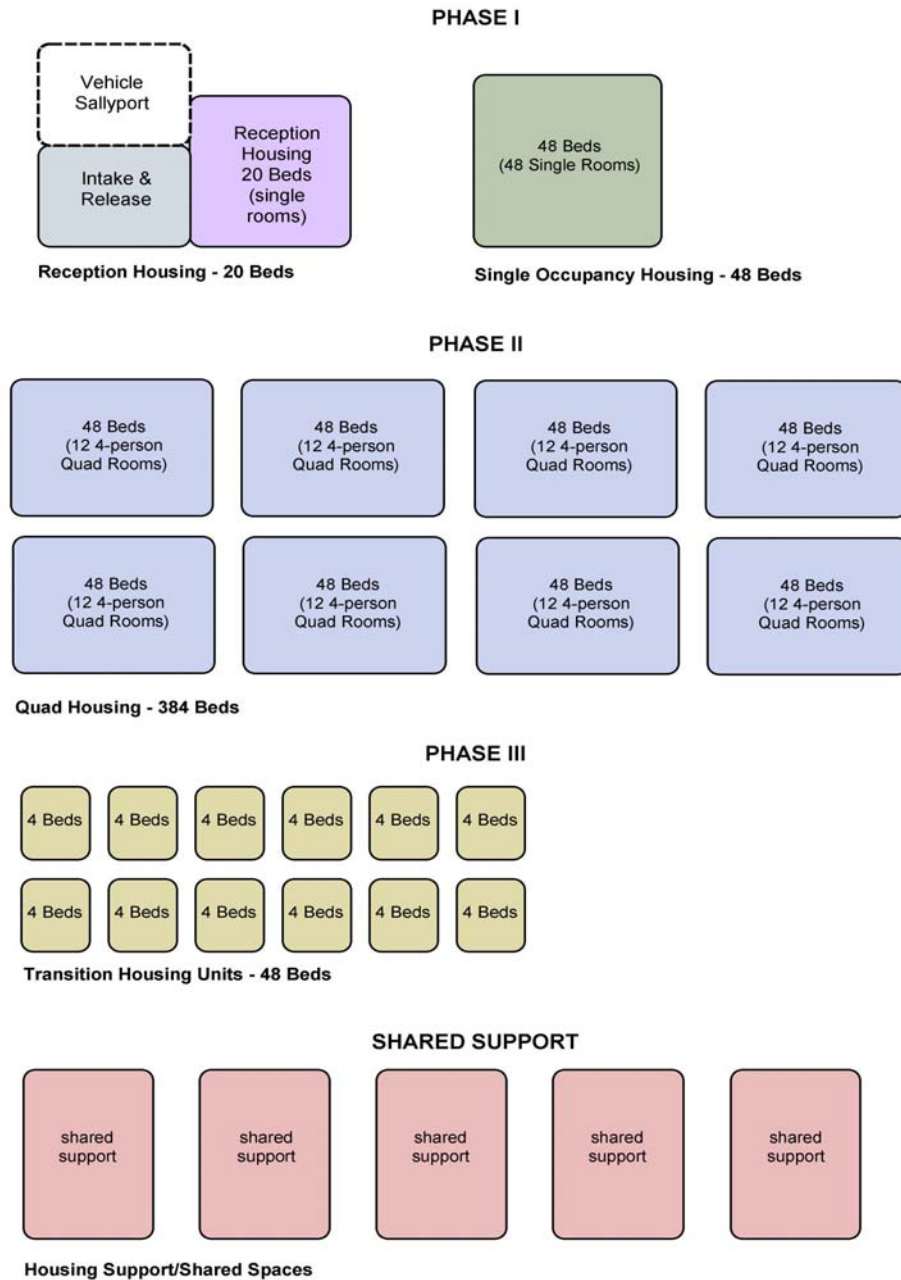 PHASE I
Vehicle
Sallyport
Intake &
Release
Reception
Housing
20 Beds
(single
rooms)
48 Beds
(48 Single Rooms)
Reception Housing - 20 Beds
Single Occupancy Housing - 48 Beds
PHASE II
48 Beds
(12 4-person
Quad Rooms)
48 Beds
(12 4-person
Quad Rooms)
48 Beds
(12 4-person
Quad Rooms)
48 Beds
(12 4-person
Quad Rooms)
48 Beds
(12 4-person
Quad Rooms)
48 Beds
(12 4-person
Quad Rooms)
48 Beds
(12 4-person
Quad Rooms)
48 Beds
(12 4-person
Quad Rooms)
Quad Housing - 384 Beds
PHASE III
4 Beds
4 Beds
4 Beds
4 Beds
4 Beds
4 Beds
4 Beds
4 Beds
4 Beds
4 Beds
4 Beds
4 Beds
Transition Housing Units - 48 Beds
SHARED SUPPORT
shared
support
shared
support
shared
support
shared
support
shared
support
Housing Support/Shared Spaces